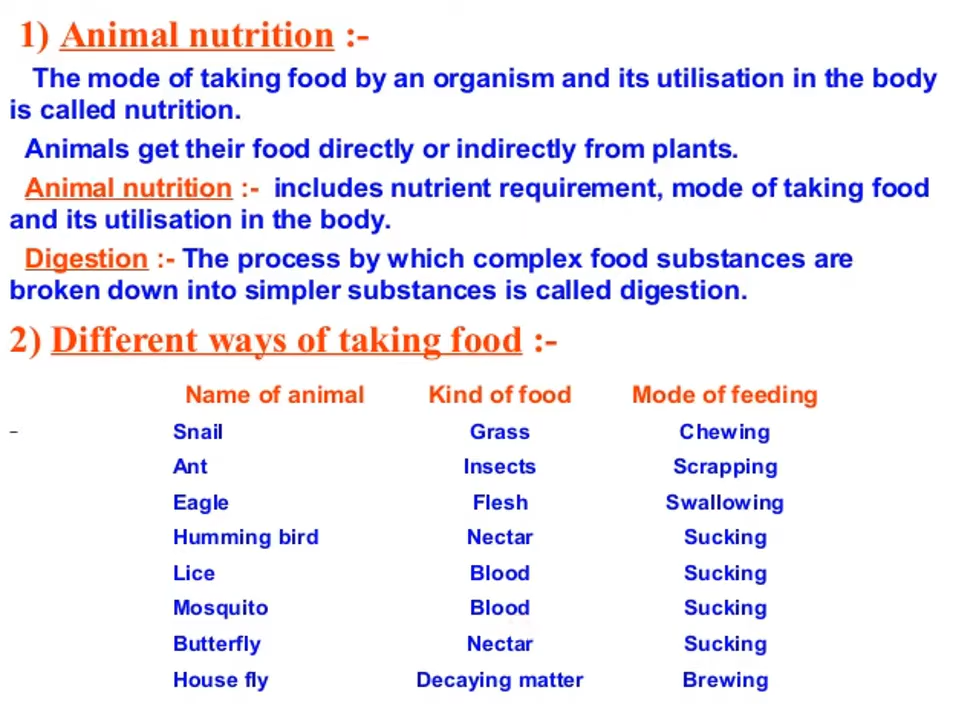 1) Animal nutrition :-
The mode of taking food by an organism and its utilisation in the body
is called nutrition.
Animals get their food directly or indirectly from plants.
Animal nutrition :- includes nutrient requirement, mode of taking food
and its utilisation in the body.
Digestion :- The process by which complex food substances are
broken down into simpler substances is called digestion.
2) Different ways of taking food :-
Name of animal Kind of food Mode of feeding
– Snail Grass Chewing
Ant Insects Scrapping
Eagle Flesh Swallowing
Humming bird Nectar Sucking
Lice Blood Sucking
Mosquito Blood Sucking
Butterfly Nectar Sucking
House fly Decaying matter Brewing